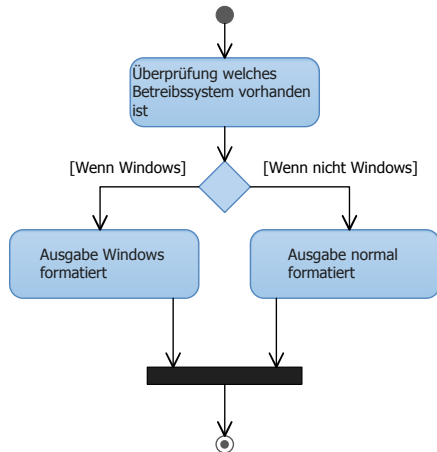 Überprüfung welches
Betreibssystem vorhanden
ist
[Wenn Windows]
[Wenn nicht Windows]
Ausgabe Windows
formatiert
Ausgabe normal
formatiert